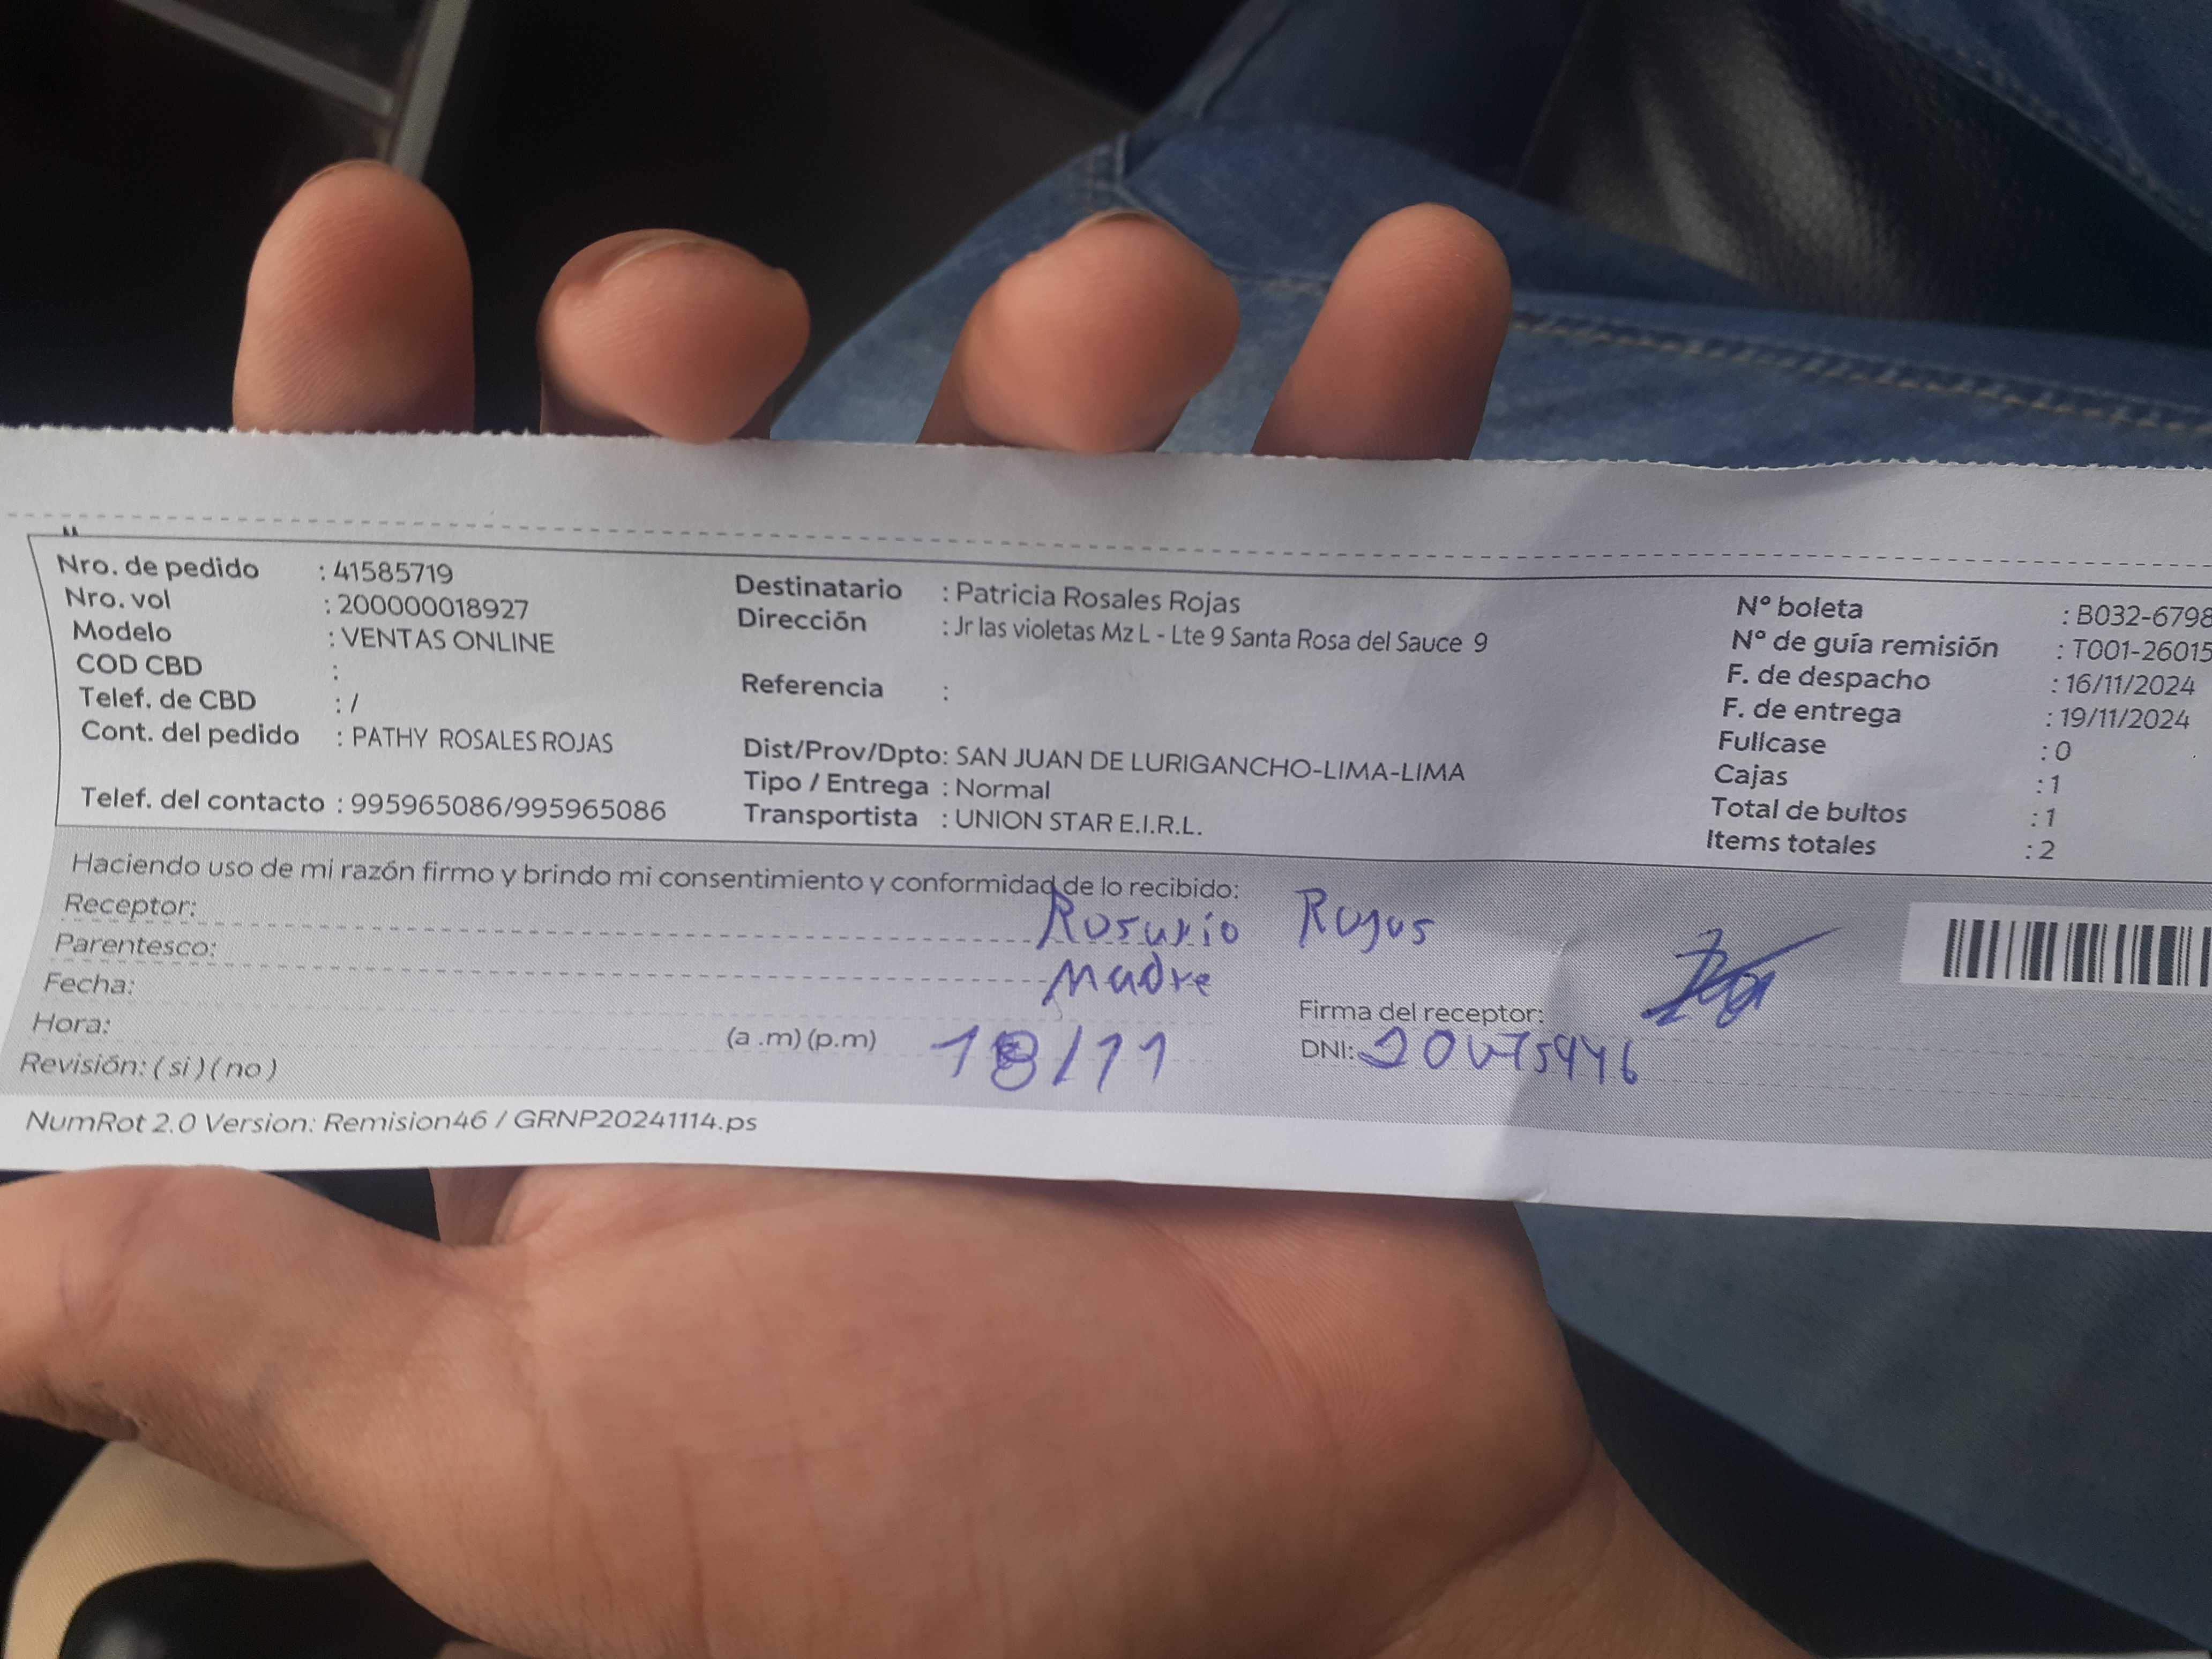 Nro. de pedido : 41585719
Nro. vol : 200000018927
Modelo : VENTAS ONLINE
COD CBD :
Telef. de CBD : /
Cont. del pedido : PATHY ROSALES ROJAS
Telef. del contacto : 995965086/995965086
Destinatario : Patricia Rosales Rojas
Dirección : Jr las violetas Mz L - Lte 9 Santa Rosa del Sauce 9
Referencia :
Dist/Prov/Dpto: SAN JUAN DE LURIGANCHO-LIMA-LIMA
Tipo / Entrega : Normal
Transportista : UNION STAR E.I.R.L.
N° boleta : B032-6798
N° de guía remisión : T001-26015
F. de despacho : 16/11/2024
F. de entrega : 19/11/2024
Fullcase : 0
Cajas : 1
Total de bultos : 1
Items totales : 2
Haciendo uso de mi razón firmo y brindo mi consentimiento y conformidad de lo recibido:
Receptor: Rosario Rojas
Parentesco: Madre
Fecha:
Firma del receptor:
Hora: (a .m) (p.m) 18/11
DNI:
Revisión: ( si ) ( no )
NumRot 2.0 Version: Remision46 / GRNP20241114.ps